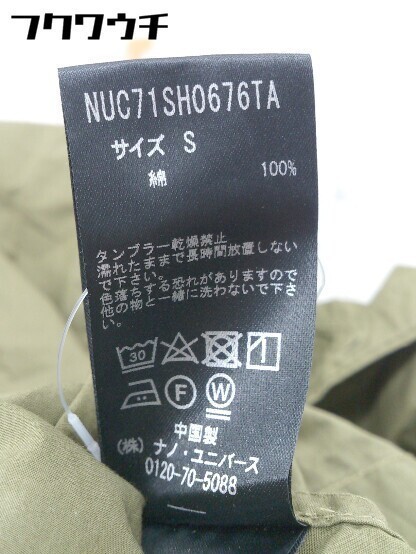 フクワウチ
NUC71SH0676TA
サイズ S
綿 100%
タンブラー乾燥禁止
濡れたままで長時間放置しない
で下さい。
色落ちする恐れがありますので
他の物と一緒に洗わないで下さ
い。
30
F W
中国製
(株) ナノ・ユニバース
0120-70-5088